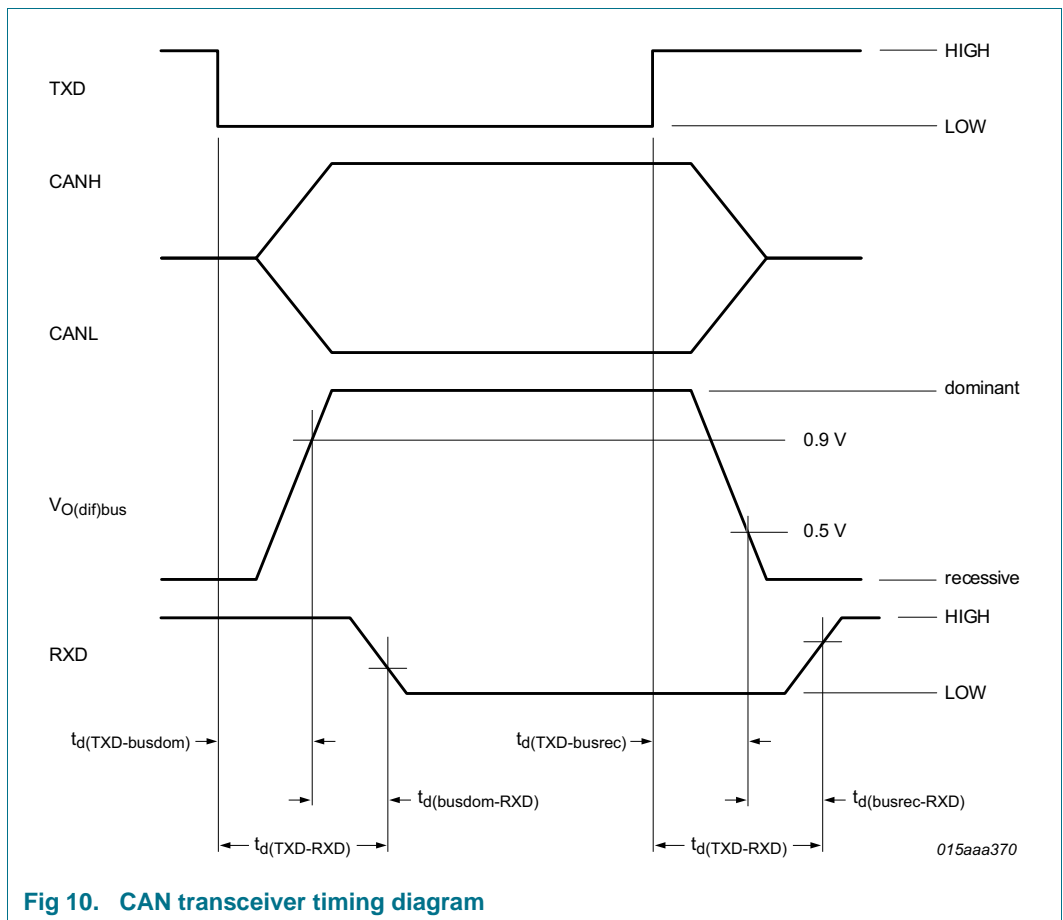 TXD
HIGH
LOW
CANH
CANL
dominant
0.9 V
VO(dif)bus
0.5 V
recessive
HIGH
RXD
LOW
td(TXD-busdom)
td(TXD-busrec)
td(busdom-RXD)
td(busrec-RXD)
td(TXD-RXD)
td(TXD-RXD)
015aaa370
Fig 10. CAN transceiver timing diagram